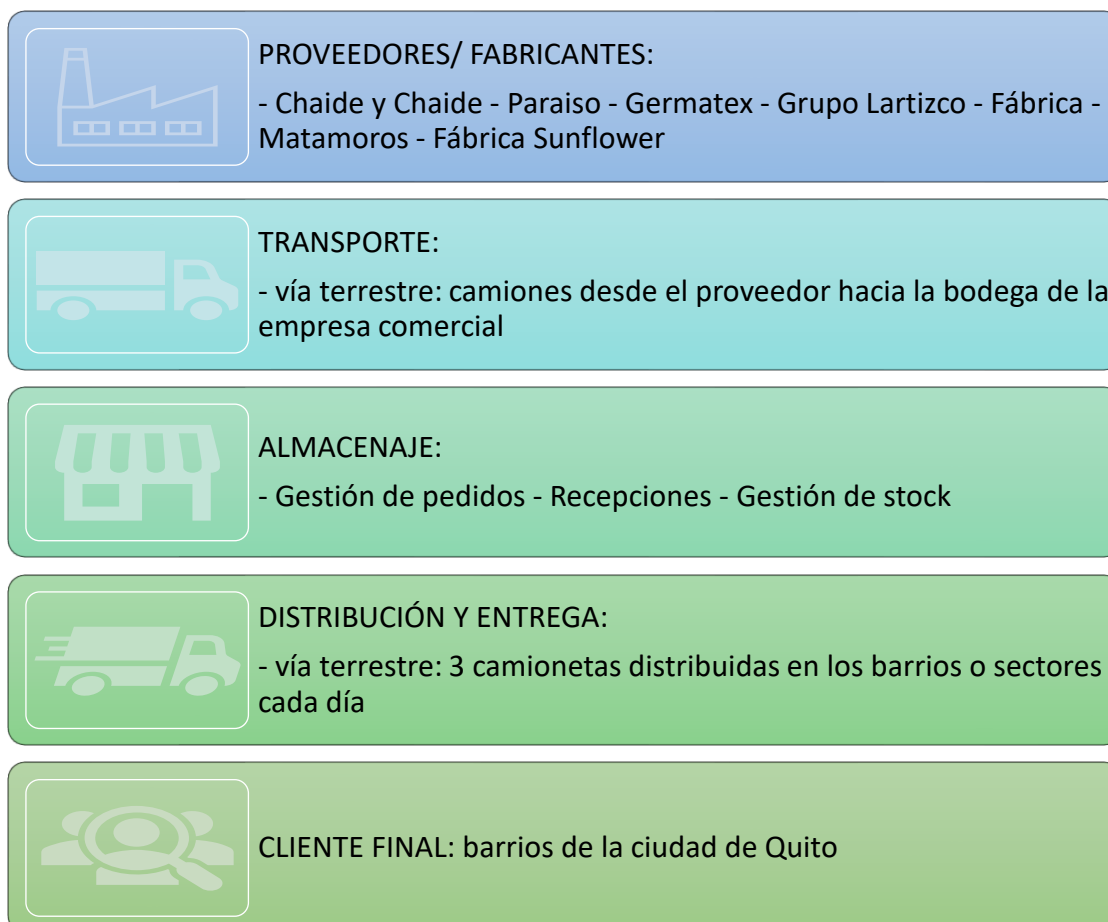 PROVEEDORES/ FABRICANTES:
- Chaide y Chaide - Paraiso - Germatex - Grupo Lartizco - Fábrica -
Matamoros - Fábrica Sunflower
TRANSPORTE:
- vía terrestre: camiones desde el proveedor hacia la bodega de la
empresa comercial
ALMACENAJE:
- Gestión de pedidos - Recepciones - Gestión de stock
DISTRIBUCIÓN Y ENTREGA:
- vía terrestre: 3 camionetas distribuidas en los barrios o sectores
cada día
CLIENTE FINAL: barrios de la ciudad de Quito